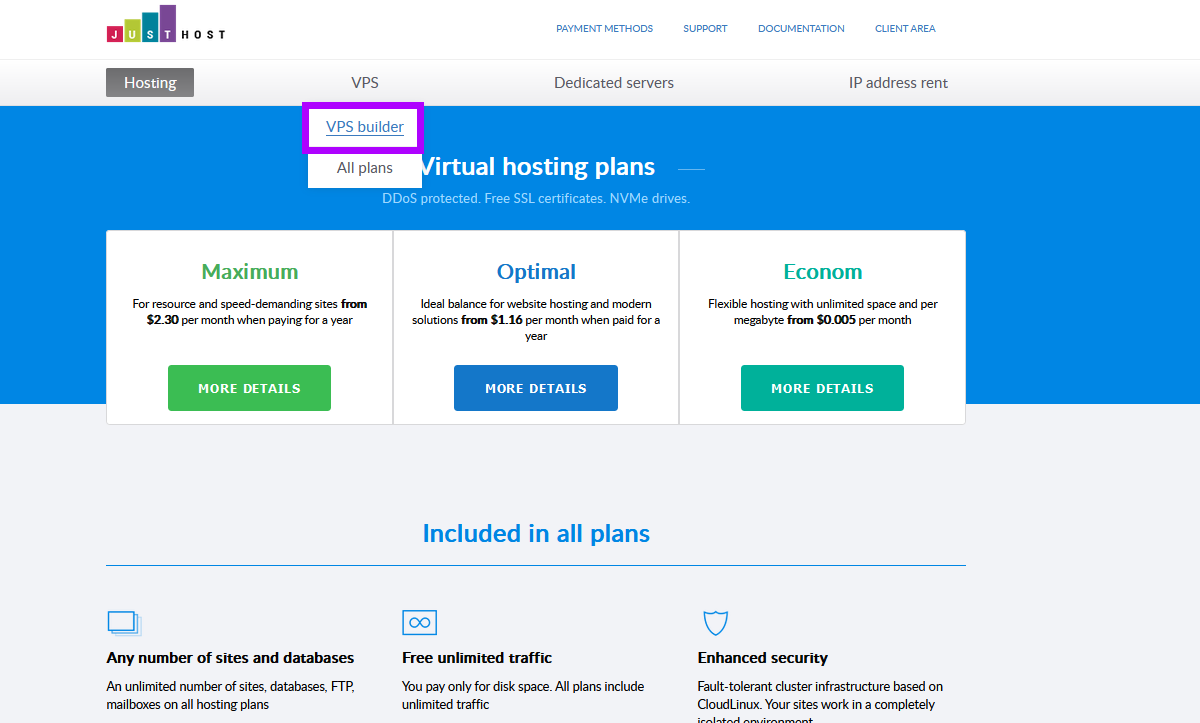 JUST HOST
PAYMENT METHODS SUPPORT DOCUMENTATION CLIENT AREA
Hosting VPS Dedicated servers IP address rent
VPS builder
All plans
Virtual hosting plans
DDoS protected. Free SSL certificates. NVMe drives.
Maximum
For resource and speed-demanding sites from
$2.30 per month when paying for a year
MORE DETAILS
Optimal
Ideal balance for website hosting and modern
solutions from $1.16 per month when paid for a
year
MORE DETAILS
Econom
Flexible hosting with unlimited space and per
megabyte from $0.005 per month
MORE DETAILS
Included in all plans
Any number of sites and databases
An unlimited number of sites, databases, FTP,
mailboxes on all hosting plans
Free unlimited traffic
You pay only for disk space. All plans include
unlimited traffic
Enhanced security
Fault-tolerant cluster infrastructure based on
CloudLinux. Your sites work in a completely
isolated environment